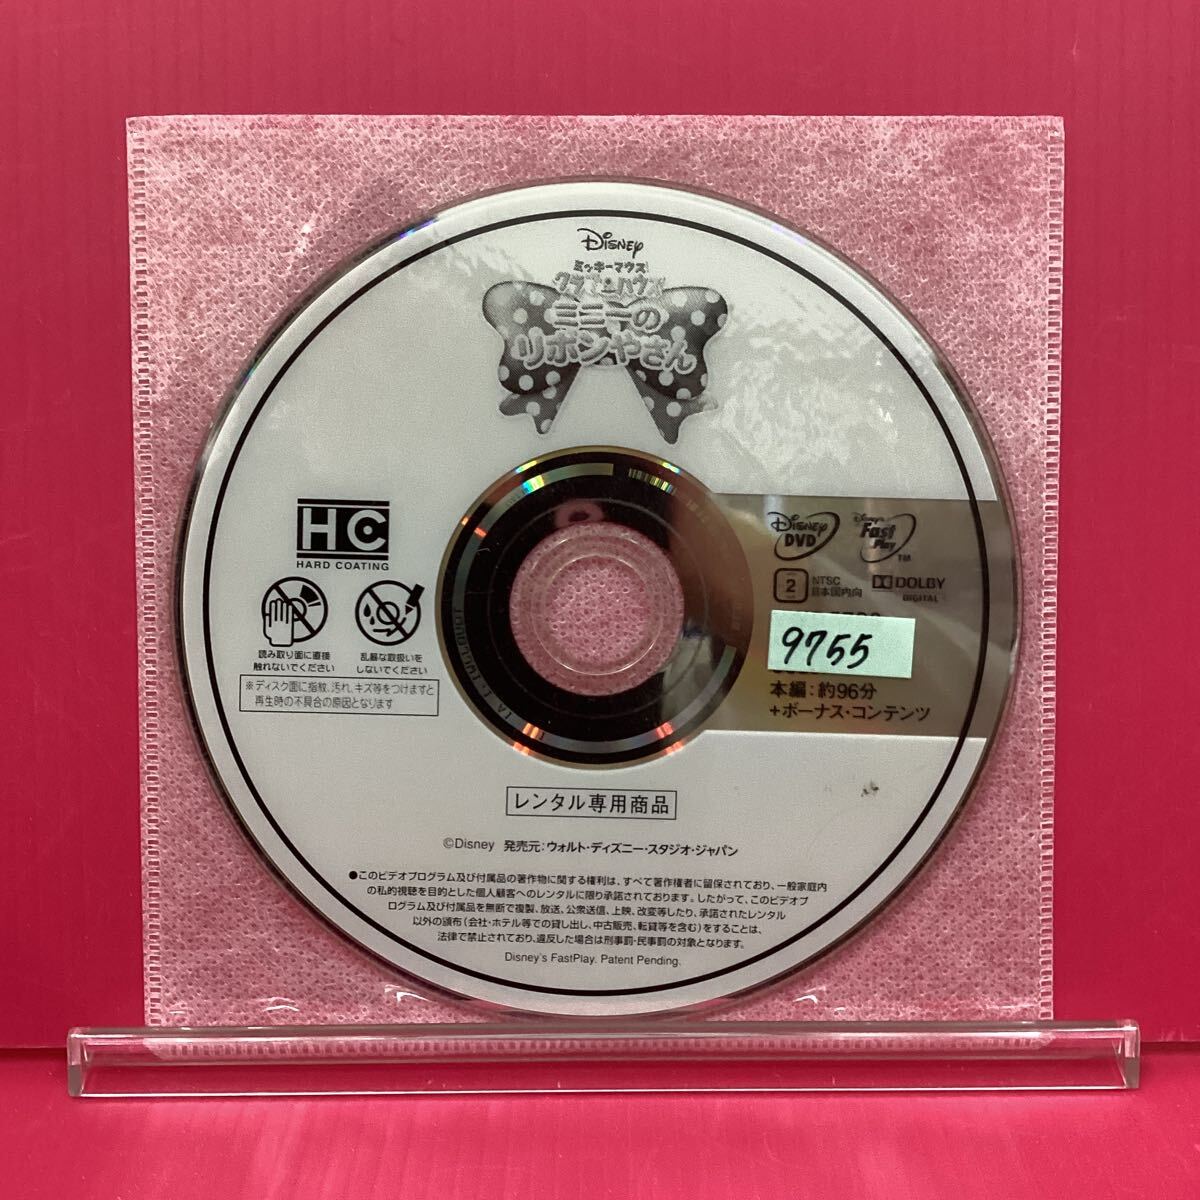 Disney
ミッキーマウス
クラブハウス
ミニーの
リボンやさん
HC
HARD COATING
読み取り面に直接
触れないでください
乱暴な取扱いを
しないでください
※ディスク面に指紋、汚れ、キズ等をつけますと
再生時の不具合の原因となります
Disney
DVD
Disney's
Fast
Play
TM
2
NTSC
日本国内向
DOLBY
DIGITAL
9755
本編:約96分
+ボーナス・コンテンツ
レンタル専用商品
©Disney 発売元:ウォルト・ディズニー・スタジオ・ジャパン
●このビデオプログラム及び付属品の著作物に関する権利は、すべて著作権者に留保されており、一般家庭内
の私的視聴を目的とした個人顧客へのレンタルに限り承諾されております。したがって、このビデオプ
ログラム及び付属品を無断で複製、放送、公衆送信、上映、改変等したり、承諾されたレンタル
以外の頒布(会社・ホテル等での貸し出し、中古販売、転貸等を含む)をすることは、
法律で禁止されており、違反した場合は刑事罰・民事罰の対象となります。
Disney's FastPlay. Patent Pending.